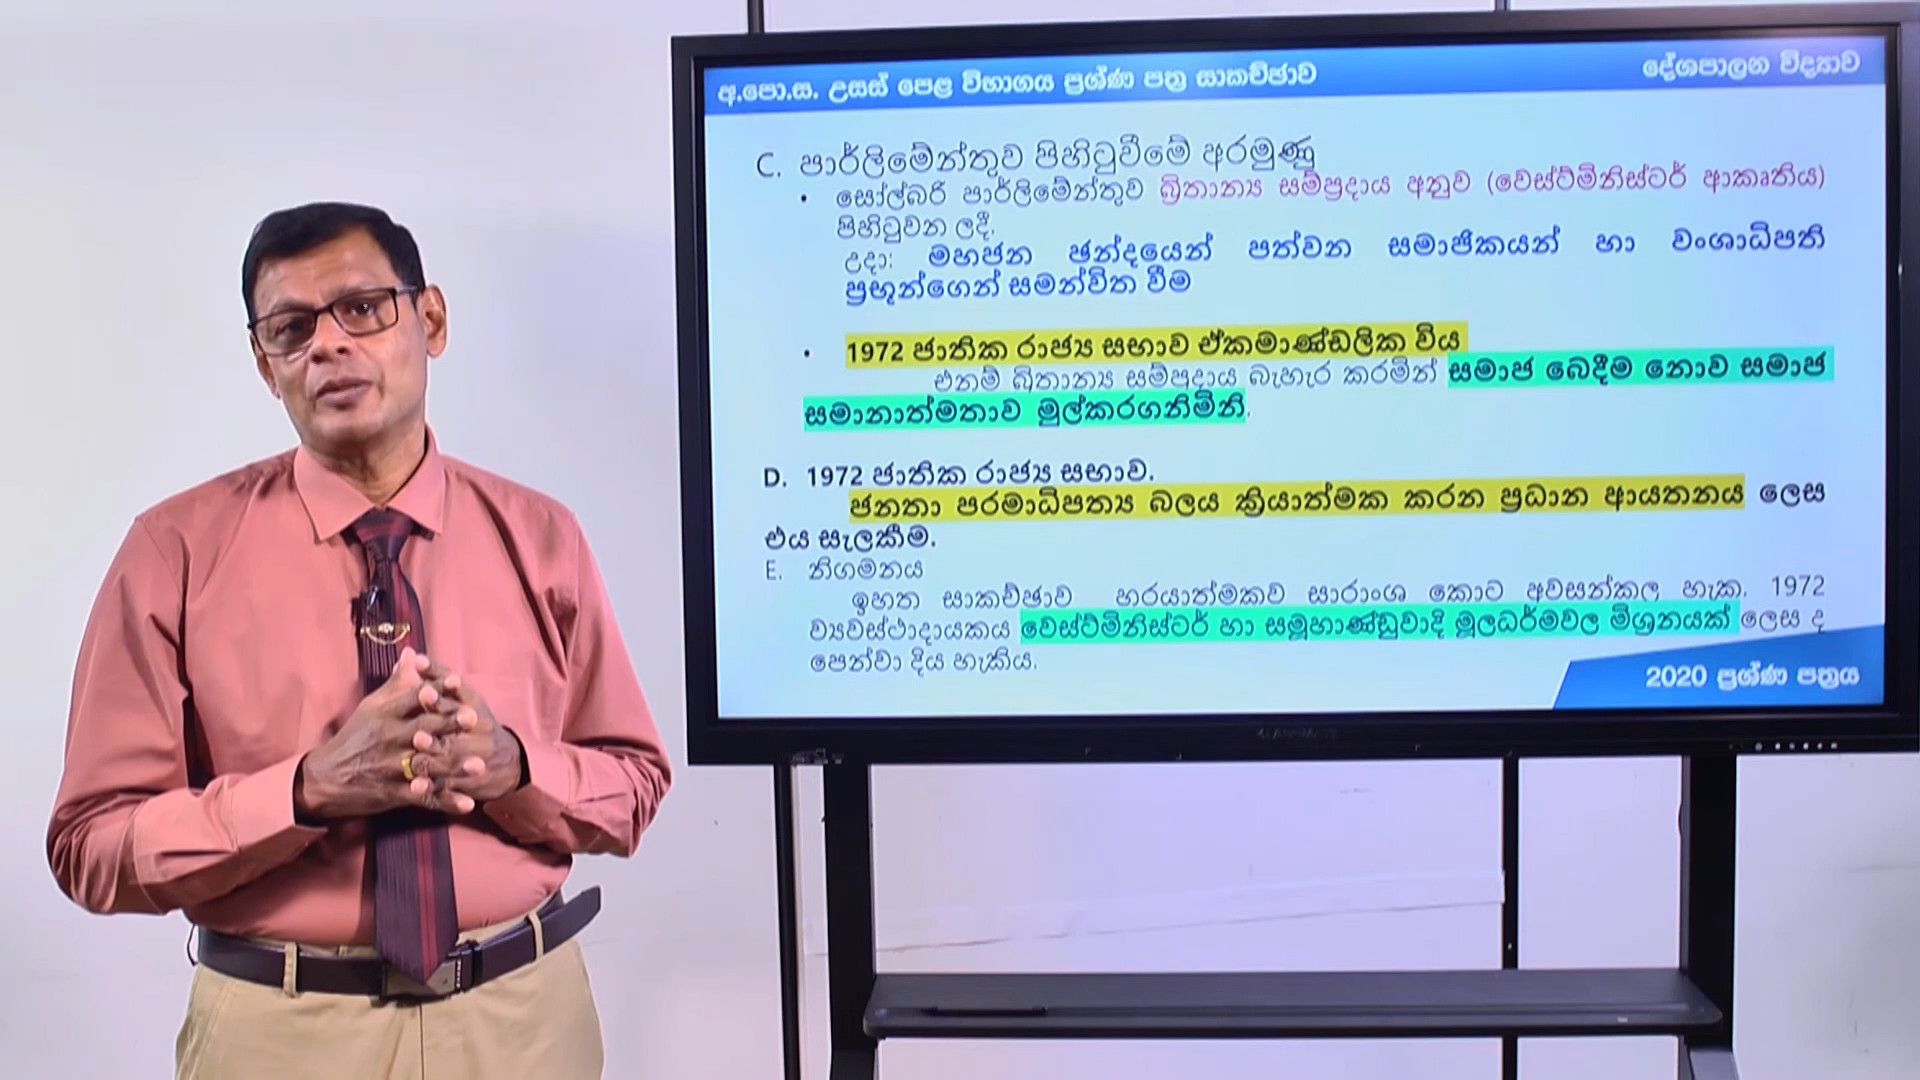 අ.පො.ස. උසස් පෙළ විභාගය ප්‍රශ්ණ පත්‍ර සාකච්ඡාව
දේශපාලන විද්‍යාව
C. පාර්ලිමේන්තුව පිහිටුවීමේ අරමුණු
• සෝල්බරි පාර්ලිමේන්තුව බ්‍රිතාන්‍ය සම්ප්‍රදාය අනුව (වෙස්ට්මිනිස්ටර් ආකෘතිය)
පිහිටුවන ලදී.
උදා: මහජන ඡන්දයෙන් පත්වන සමාජිකයන් හා වංශාධිපති
ප්‍රභූන්ගෙන් සමන්විත වීම
• 1972 ජාතික රාජ්‍ය සභාව ඒකමාණ්ඩලික විය
එනම් බ්‍රිතාන්‍ය සම්ප්‍රදාය බැහැර කරමින් සමාජ බෙදීම නොව සමාජ
සමානාත්මතාව මුල්කරගනිමිනි.
D. 1972 ජාතික රාජ්‍ය සභාව.
ජනතා පරමාධිපත්‍ය බලය ක්‍රියාත්මක කරන ප්‍රධාන ආයතනය ලෙස
එය සැලකීම.
E. නිගමනය
ඉහත සාකච්ඡාව හරයාත්මකව සාරාංශ කොට අවසන්කල හැක. 1972
ව්‍යවස්ථාදායකය වෙස්ට්මිනිස්ටර් හා සමූහාණ්ඩුවාදි මූලධර්මවල මිශ්‍රනයක් ලෙස ද
පෙන්වා දිය හැකිය.
2020 ප්‍රශ්ණ පත්‍රය